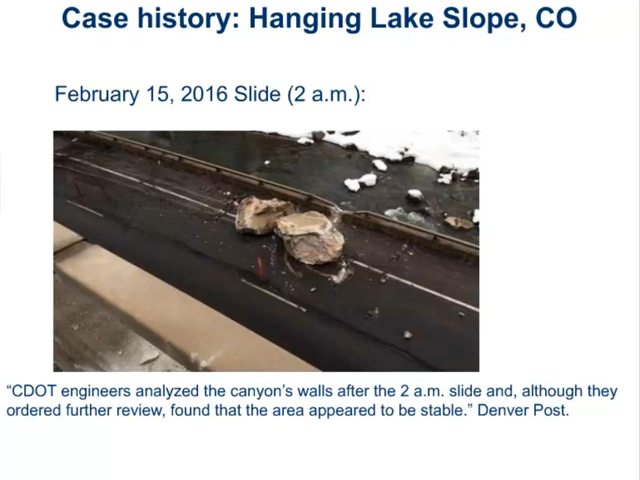 Case history: Hanging Lake Slope, CO
February 15, 2016 Slide (2 a.m.):
“CDOT engineers analyzed the canyon’s walls after the 2 a.m. slide and, although they
ordered further review, found that the area appeared to be stable.” Denver Post.